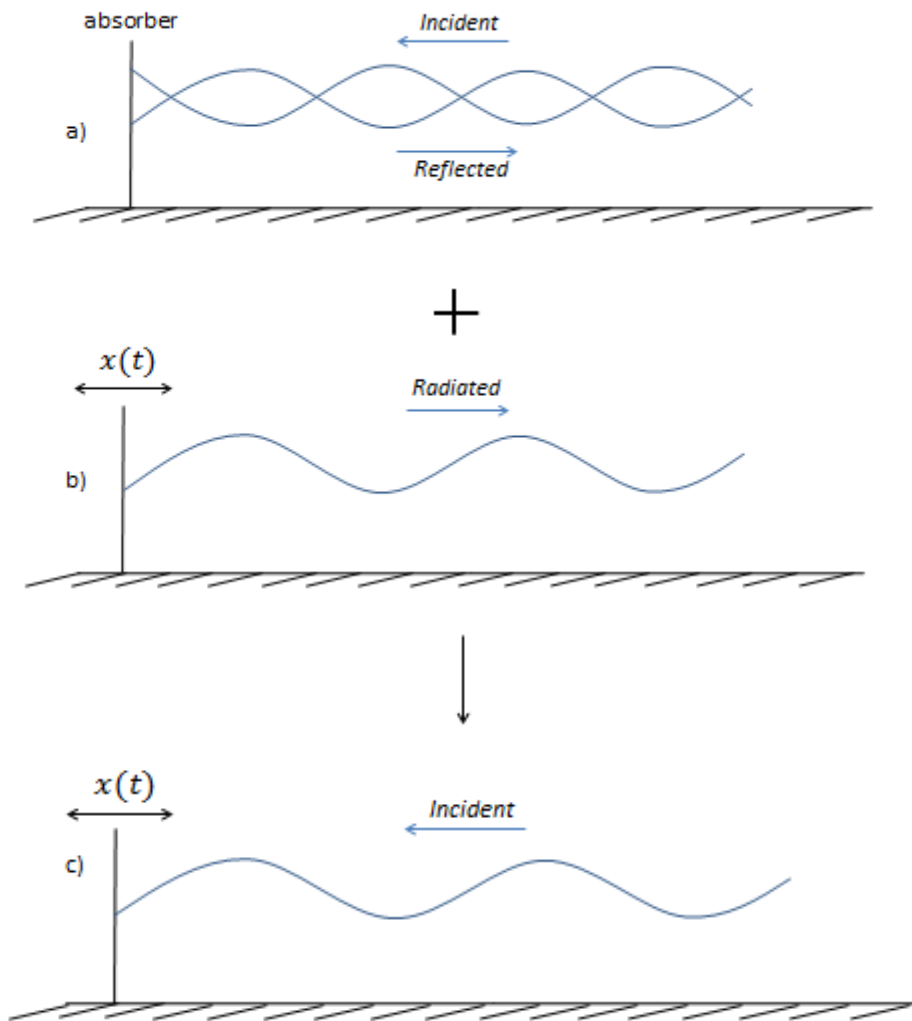 absorber
Incident
a)
Reflected
+
x(t)
Radiated
b)
x(t)
Incident
c)